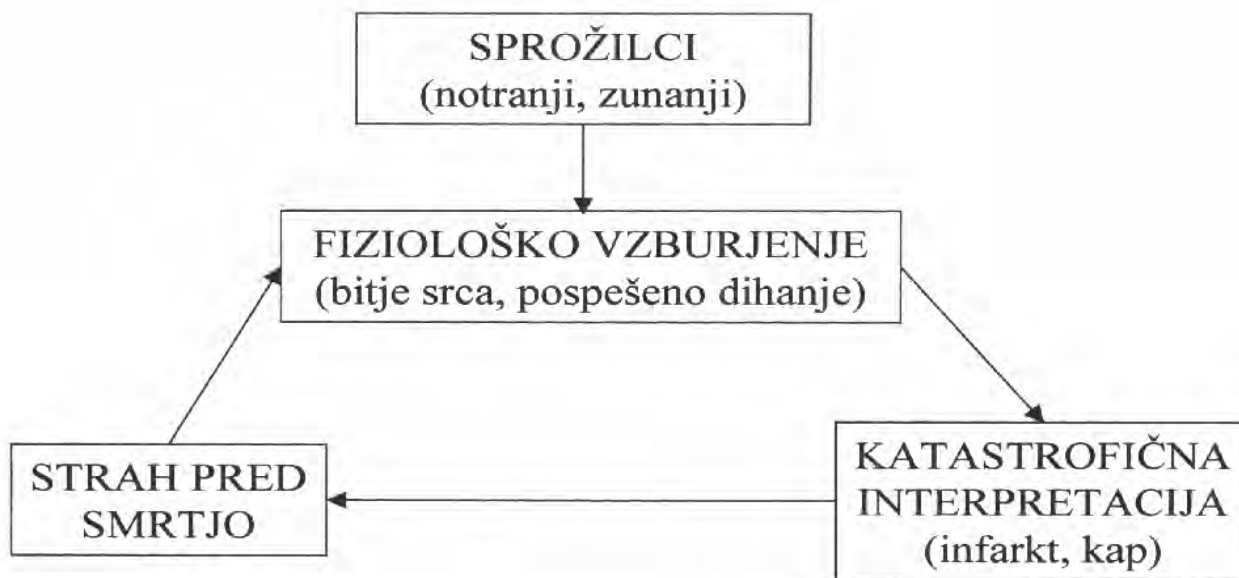 SPROŽILCI
(notranji, zunanji)
FIZIOLOŠKO VZBURJENJE
(bitje srca, pospešeno dihanje)
STRAH PRED
SMRTJO
KATASTROFIČNA
INTERPRETACIJA
(infarkt, kap)